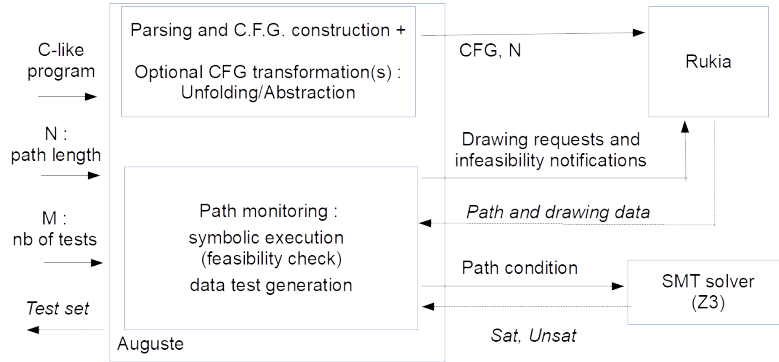 C-like
program
N :
path length
M :
nb of tests
Test set
Parsing and C.F.G. construction +
Optional CFG transformation(s) :
Unfolding/Abstraction
Path monitoring :
symbolic execution
(feasibility check)
data test generation
Auguste
CFG, N
Rukia
Drawing requests and
infeasibility notifications
Path and drawing data
Path condition
SMT solver
(Z3)
Sat, Unsat